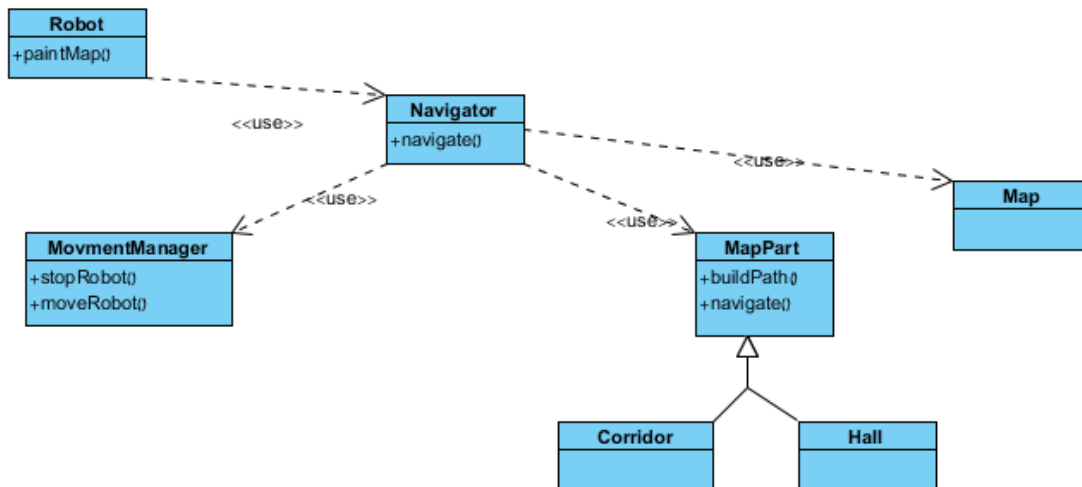 Robot
+paintMap()
<<use>>
Navigator
+navigate()
<<use>>
<<use>>
<<use>>
Map
MovmentManager
+stopRobot()
+moveRobot()
MapPart
+buildPath()
+navigate()
Corridor
Hall